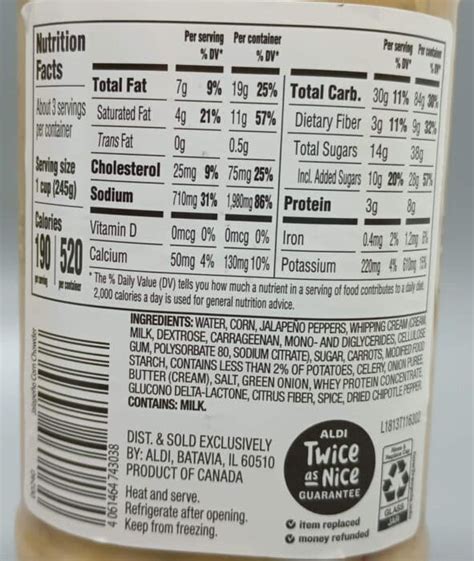 Nutrition Facts
About 3 servings per container
Serving size
1 cup (245g)
Calories
190 per serving | 520 per container
Per serving % DV* Per container % DV*
Total Fat 7g 9% 19g 25%
Saturated Fat 4g 21% 11g 57%
Trans Fat 0g 0.5g
Cholesterol 25mg 9% 75mg 25%
Sodium 710mg 31% 1,980mg 86%
Per serving % DV* Per container % DV*
Total Carb. 30g 11% 84g 30%
Dietary Fiber 3g 11% 9g 32%
Total Sugars 14g 38g
Incl. Added Sugars 10g 20% 28g 57%
Protein 3g 8g
Vitamin D 0mcg 0% 0mcg 0%
Iron 0.4mg 2% 1.2mg 6%
Calcium 50mg 4% 130mg 10%
Potassium 220mg 4% 610mg 15%
* The % Daily Value (DV) tells you how much a nutrient in a serving of food contributes to a daily diet.
2,000 calories a day is used for general nutrition advice.
INGREDIENTS: WATER, CORN, JALAPEÑO PEPPERS, WHIPPING CREAM (CREAM,
MILK, DEXTROSE, CARRAGEENAN, MONO- AND DIGLYCERIDES, CELLULOSE
GUM, POLYSORBATE 80, SODIUM CITRATE), SUGAR, CARROTS, MODIFIED FOOD
STARCH, CONTAINS LESS THAN 2% OF POTATOES, CELERY, ONION PUREE,
BUTTER (CREAM), SALT, GREEN ONION, WHEY PROTEIN CONCENTRATE,
GLUCONO DELTA-LACTONE, CITRUS FIBER, SPICE, DRIED CHIPOTLE PEPPER.
CONTAINS: MILK.
Jalapeño Corn Chowder
4 061464 743038
DIST. & SOLD EXCLUSIVELY
BY: ALDI, BATAVIA, IL 60510
PRODUCT OF CANADA
Heat and serve.
Refrigerate after opening.
Keep from freezing.
ALDI
Twice
as Nice
GUARANTEE
item replaced
money refunded
GLASS
JAR